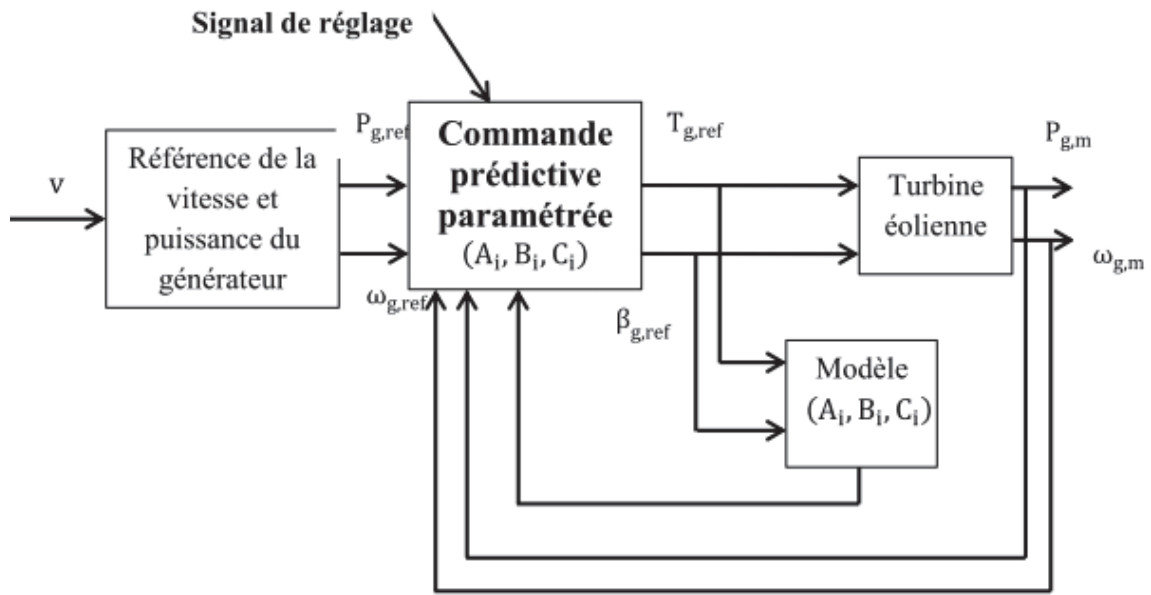 Signal de réglage
v
Référence de la
vitesse et
puissance du
générateur
P_g,ref
ω_g,ref
Commande
prédictive
paramétrée
(A_i, B_i, C_i)
T_g,ref
β_g,ref
Turbine
éolienne
P_g,m
ω_g,m
Modèle
(A_i, B_i, C_i)